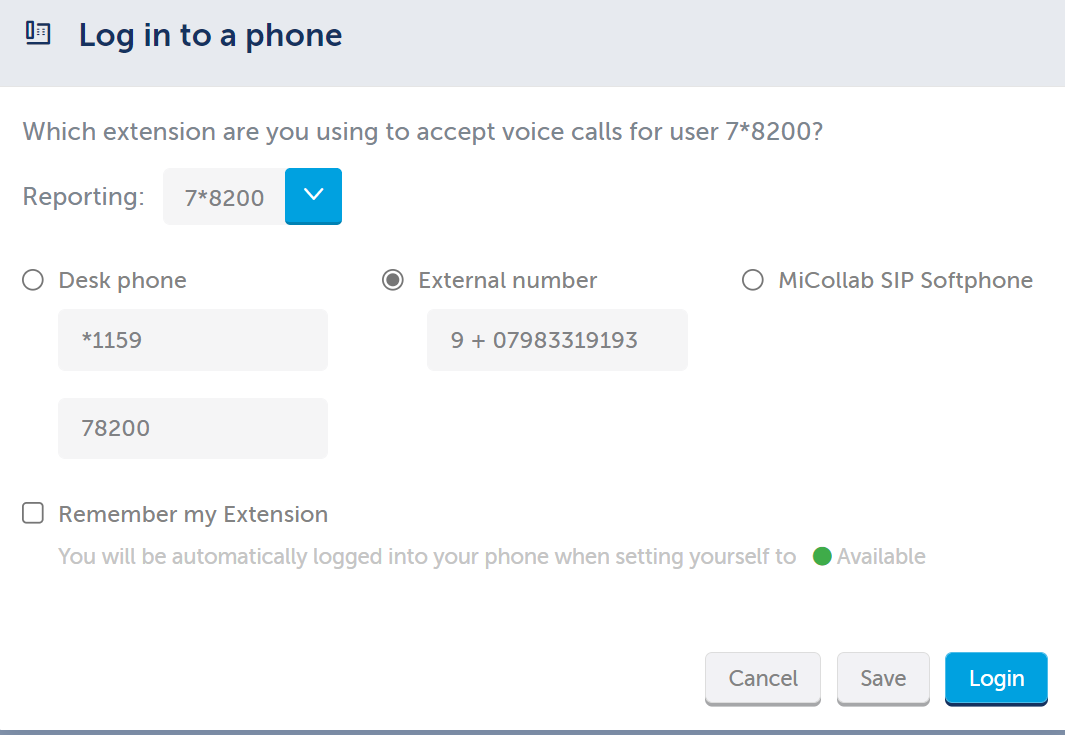 Log in to a phone
Which extension are you using to accept voice calls for user 7*8200?
Reporting: 7*8200
Desk phone External number MiCollab SIP Softphone
*1159 9 + 07983319193
78200
Remember my Extension
You will be automatically logged into your phone when setting yourself to Available
Cancel Save Login